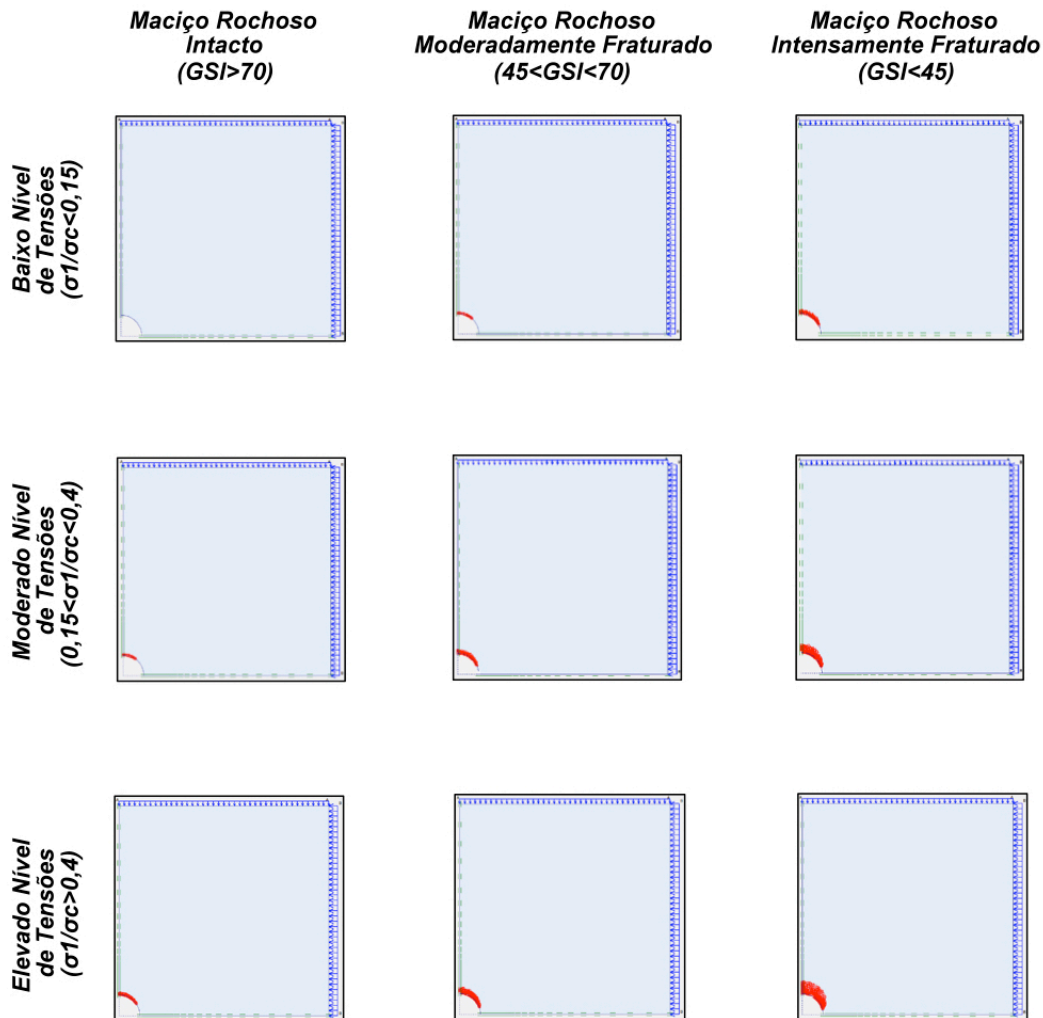 Maciço Rochoso
Intacto
(GSI>70)
Maciço Rochoso
Moderadamente Fraturado
(45<GSI<70)
Maciço Rochoso
Intensamente Fraturado
(GSI<45)
Baixo Nível
de Tensões
(σ1/σc<0,15)
Moderado Nível
de Tensões
(0,15<σ1/σc<0,4)
Elevado Nível
de Tensões
(σ1/σc>0,4)